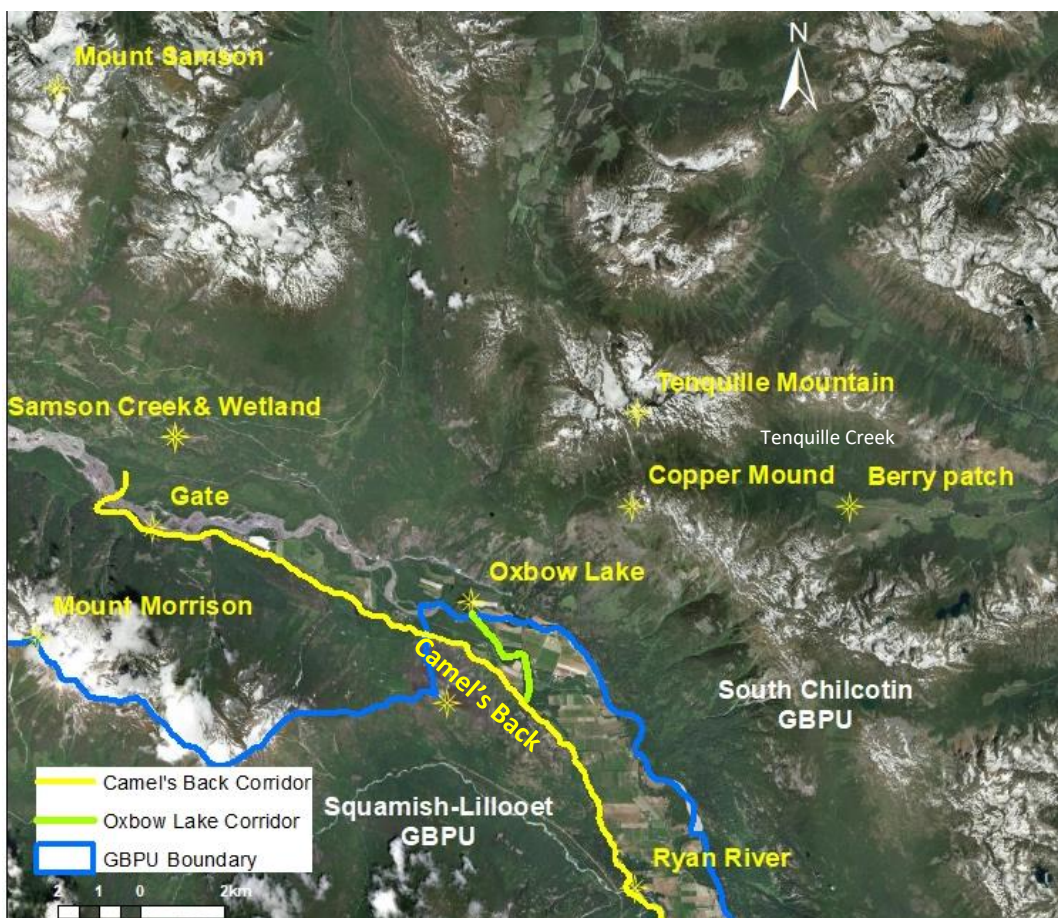 Mount Samson
N
Tenquille Mountain
Samson Creek& Wetland
Tenquille Creek
Copper Mound
Berry patch
Gate
Oxbow Lake
Mount Morrison
Camel's Back
South Chilcotin
GBPU
Camel's Back Corridor
Oxbow Lake Corridor
GBPU Boundary
Squamish-Lillooet
GBPU
Ryan River
2 1 0 2km